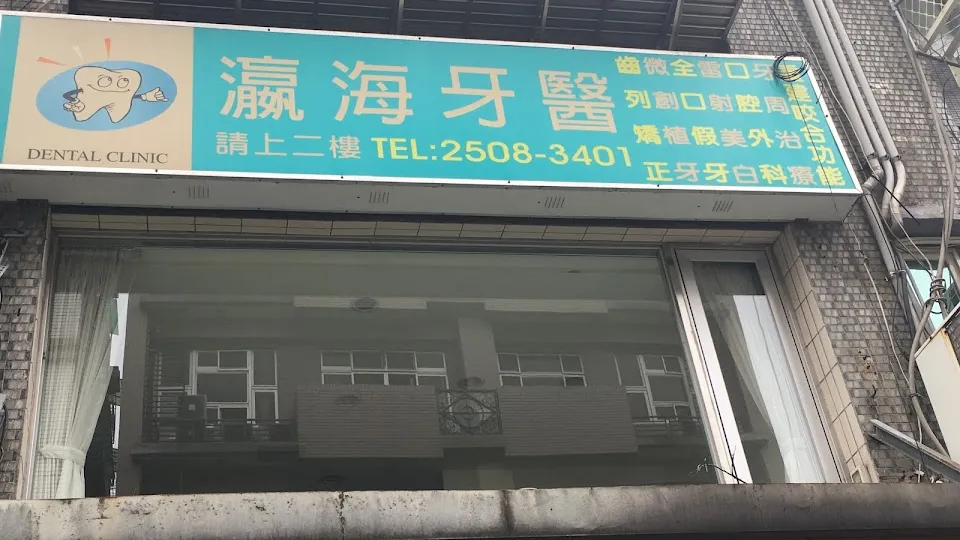 瀛海牙醫
請上二樓 TEL:2508-3401
DENTAL CLINIC
建咬合功能
牙周治療
口腔外科
雷射美白
全口假牙
微創植牙
齒列矯正